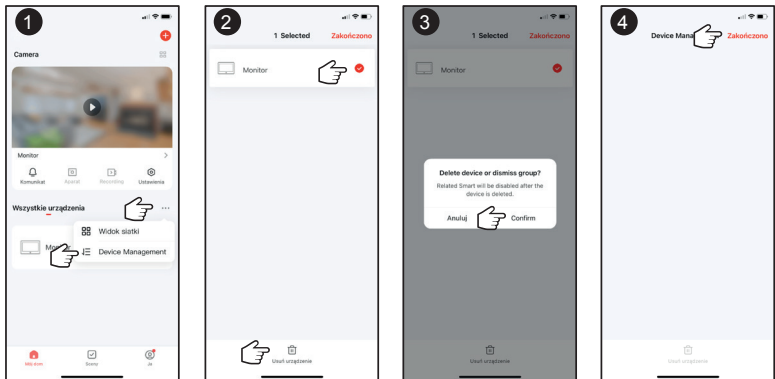 1
Camera
Monitor
Komunikat
Aparat
Recording
Ustawienia
Wszystkie urządzenia
Widok siatki
Device Management
Mój dom
Sceny
Ja
2
1 Selected
Zakończono
Monitor
Usuń urządzenie
3
1 Selected
Zakończono
Monitor
Delete device or dismiss group?
Related Smart will be disabled after the
device is deleted.
Anuluj
Confirm
Usuń urządzenie
4
Device Mana
Zakończono
Usuń urządzenie